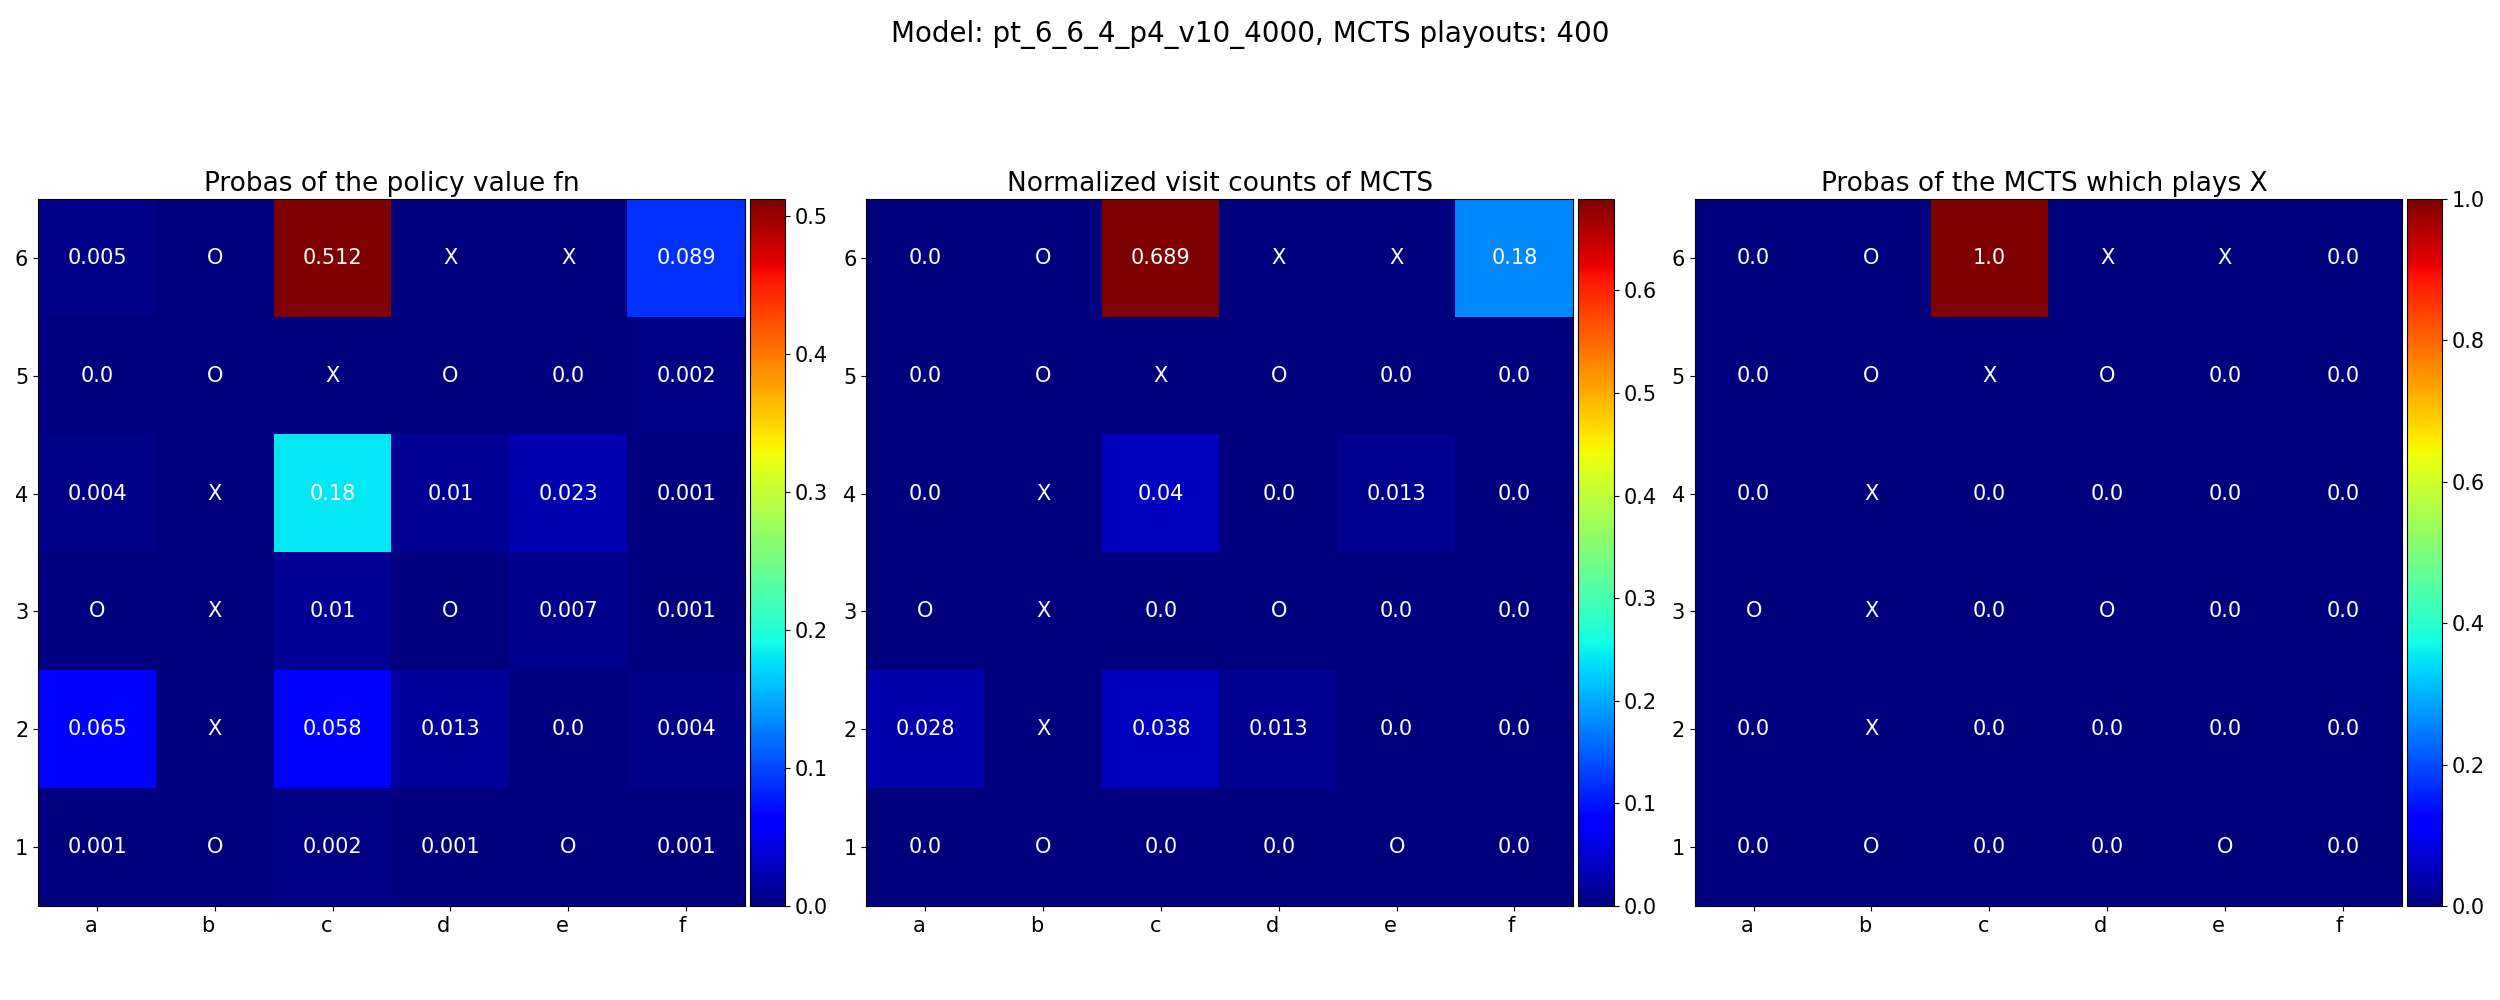 Model: pt_6_6_4_p4_v10_4000, MCTS playouts: 400
Probas of the policy value fn
6 0.005 O 0.512 X X 0.089
5 0.0 O X O 0.0 0.002
4 0.004 X 0.18 0.01 0.023 0.001
3 O X 0.01 O 0.007 0.001
2 0.065 X 0.058 0.013 0.0 0.004
1 0.001 O 0.002 0.001 O 0.001
a b c d e f
0.5
0.4
0.3
0.2
0.1
0.0
Normalized visit counts of MCTS
6 0.0 O 0.689 X X 0.18
5 0.0 O X O 0.0 0.0
4 0.0 X 0.04 0.0 0.013 0.0
3 O X 0.0 O 0.0 0.0
2 0.028 X 0.038 0.013 0.0 0.0
1 0.0 O 0.0 0.0 O 0.0
a b c d e f
0.6
0.5
0.4
0.3
0.2
0.1
0.0
Probas of the MCTS which plays X
6 0.0 O 1.0 X X 0.0
5 0.0 O X O 0.0 0.0
4 0.0 X 0.0 0.0 0.0 0.0
3 O X 0.0 O 0.0 0.0
2 0.0 X 0.0 0.0 0.0 0.0
1 0.0 O 0.0 0.0 O 0.0
a b c d e f
1.0
0.8
0.6
0.4
0.2
0.0